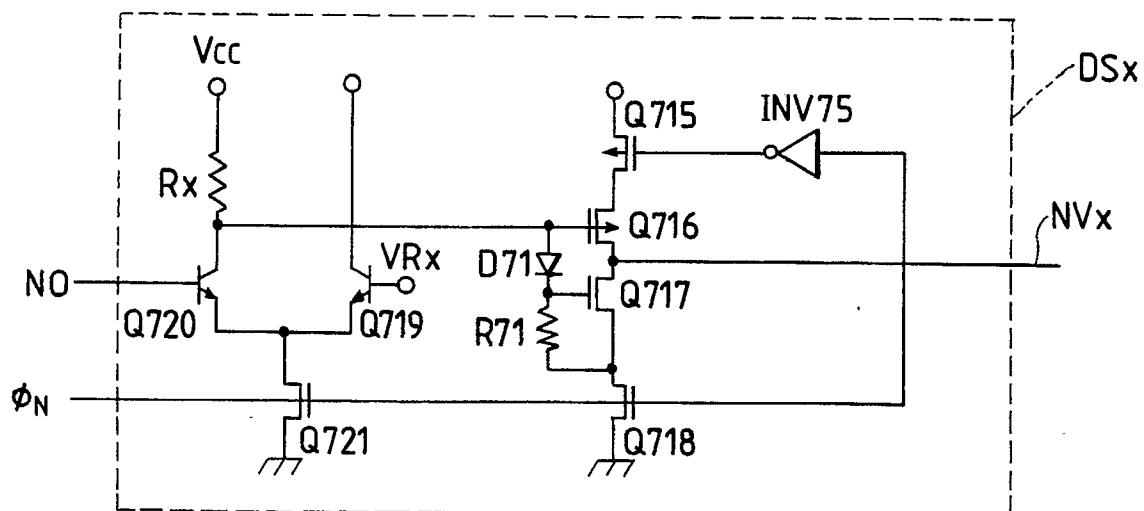 Vcc
DSx
Q715
INV75
Rx
Q716
NVx
D71
VRx
NO
Q717
Q720
Q719
R71
ϕN
Q721
Q718